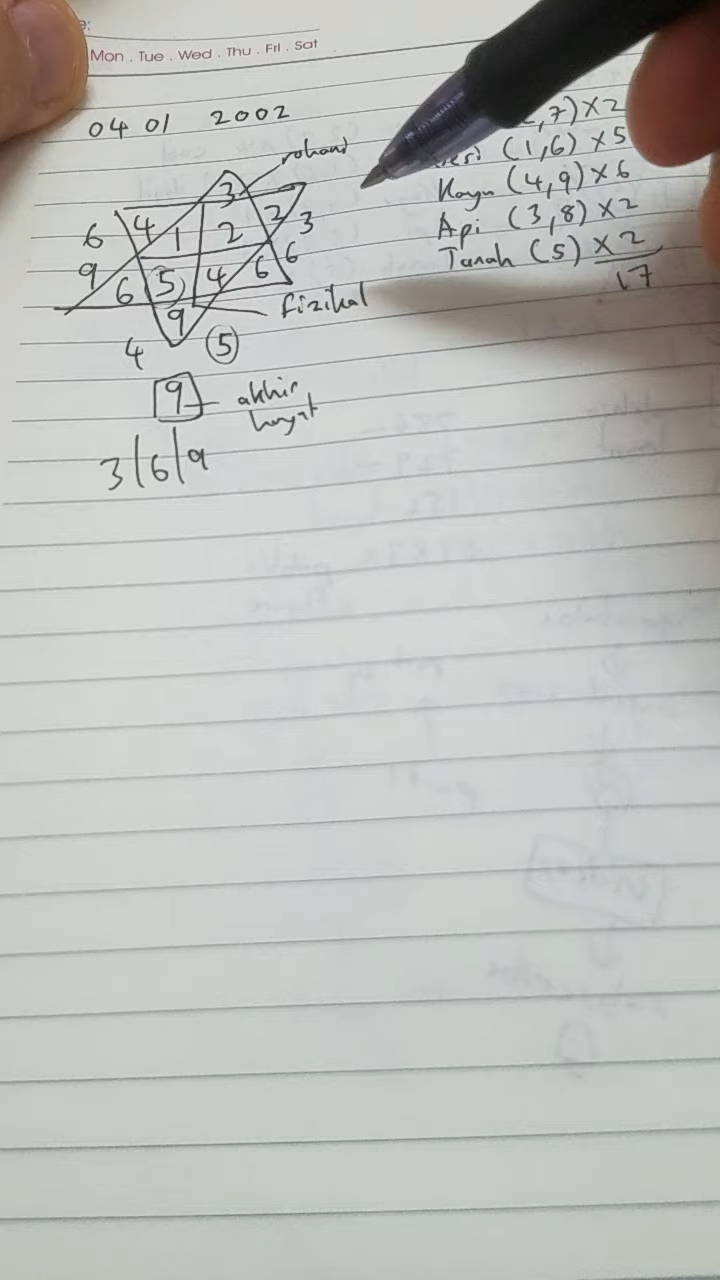 Mon . Tue . Wed . Thu . Fri . Sat
04 01 2002
rohani
3
6 4 1 2 2 3
9 6 5 4 6 6
fizikal
9
4 5
9 akhir
hayat
3/6/9
, 7) X 2
(1, 6) X 5
Kayu (4, 9) X 6
Api (3, 8) X 2
Tanah (5) X 2
17